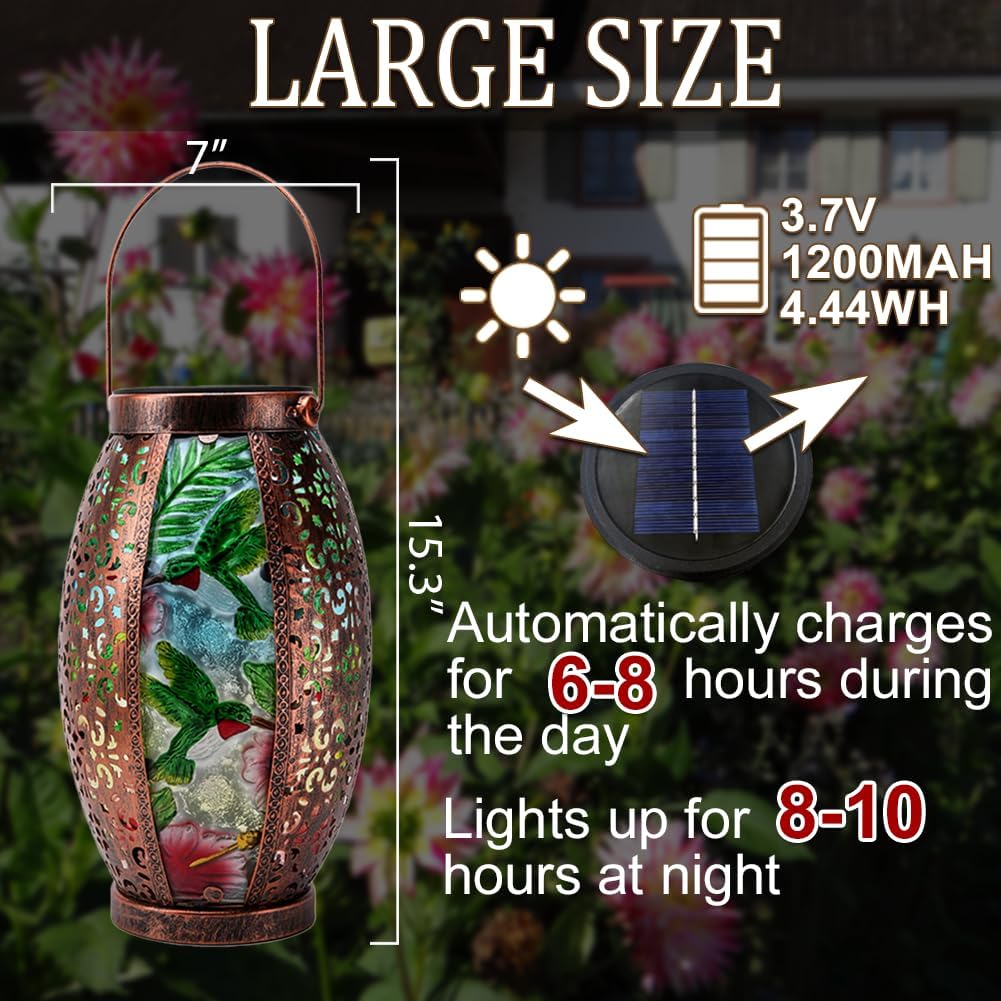 LARGE SIZE
7”
3.7V
1200MAH
4.44WH
15.3”
Automatically charges
for 6-8 hours during
the day
Lights up for 8-10
hours at night